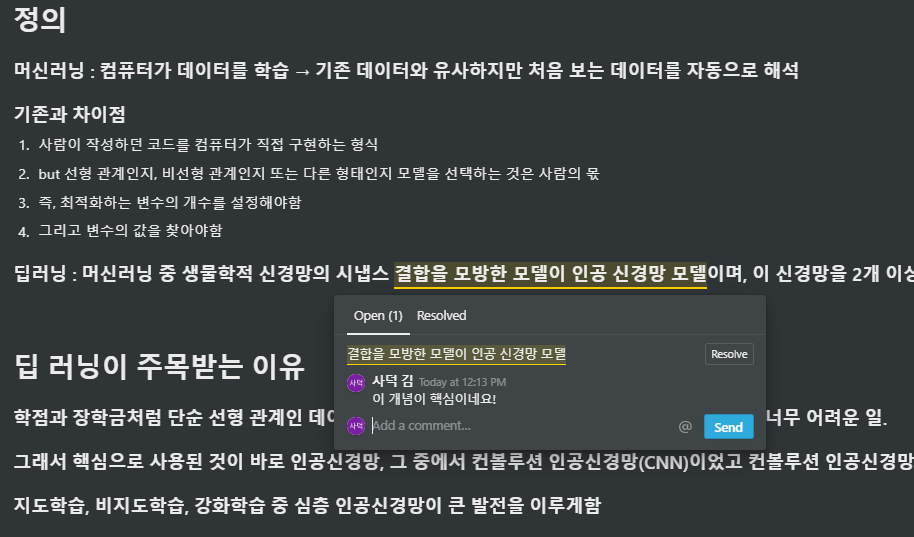 정의
머신러닝 : 컴퓨터가 데이터를 학습 → 기존 데이터와 유사하지만 처음 보는 데이터를 자동으로 해석
기존과 차이점
1. 사람이 작성하던 코드를 컴퓨터가 직접 구현하는 형식
2. but 선형 관계인지, 비선형 관계인지 또는 다른 형태인지 모델을 선택하는 것은 사람의 몫
3. 즉, 최적화하는 변수의 개수를 설정해야함
4. 그리고 변수의 값을 찾아야함
딥러닝 : 머신러닝 중 생물학적 신경망의 시냅스 결합을 모방한 모델이 인공 신경망 모델이며, 이 신경망을 2개 이상
Open (1) Resolved
결합을 모방한 모델이 인공 신경망 모델 Resolve
사덕 사덕 김 Today at 12:13 PM
이 개념이 핵심이네요!
사덕 Add a comment... @ Send
딥 러닝이 주목받는 이유
학점과 장학금처럼 단순 선형 관계인 데이 너무 어려운 일.
그래서 핵심으로 사용된 것이 바로 인공신경망, 그 중에서 컨볼루션 인공신경망(CNN)이었고 컨볼루션 인공신경망
지도학습, 비지도학습, 강화학습 중 심층 인공신경망이 큰 발전을 이루게함